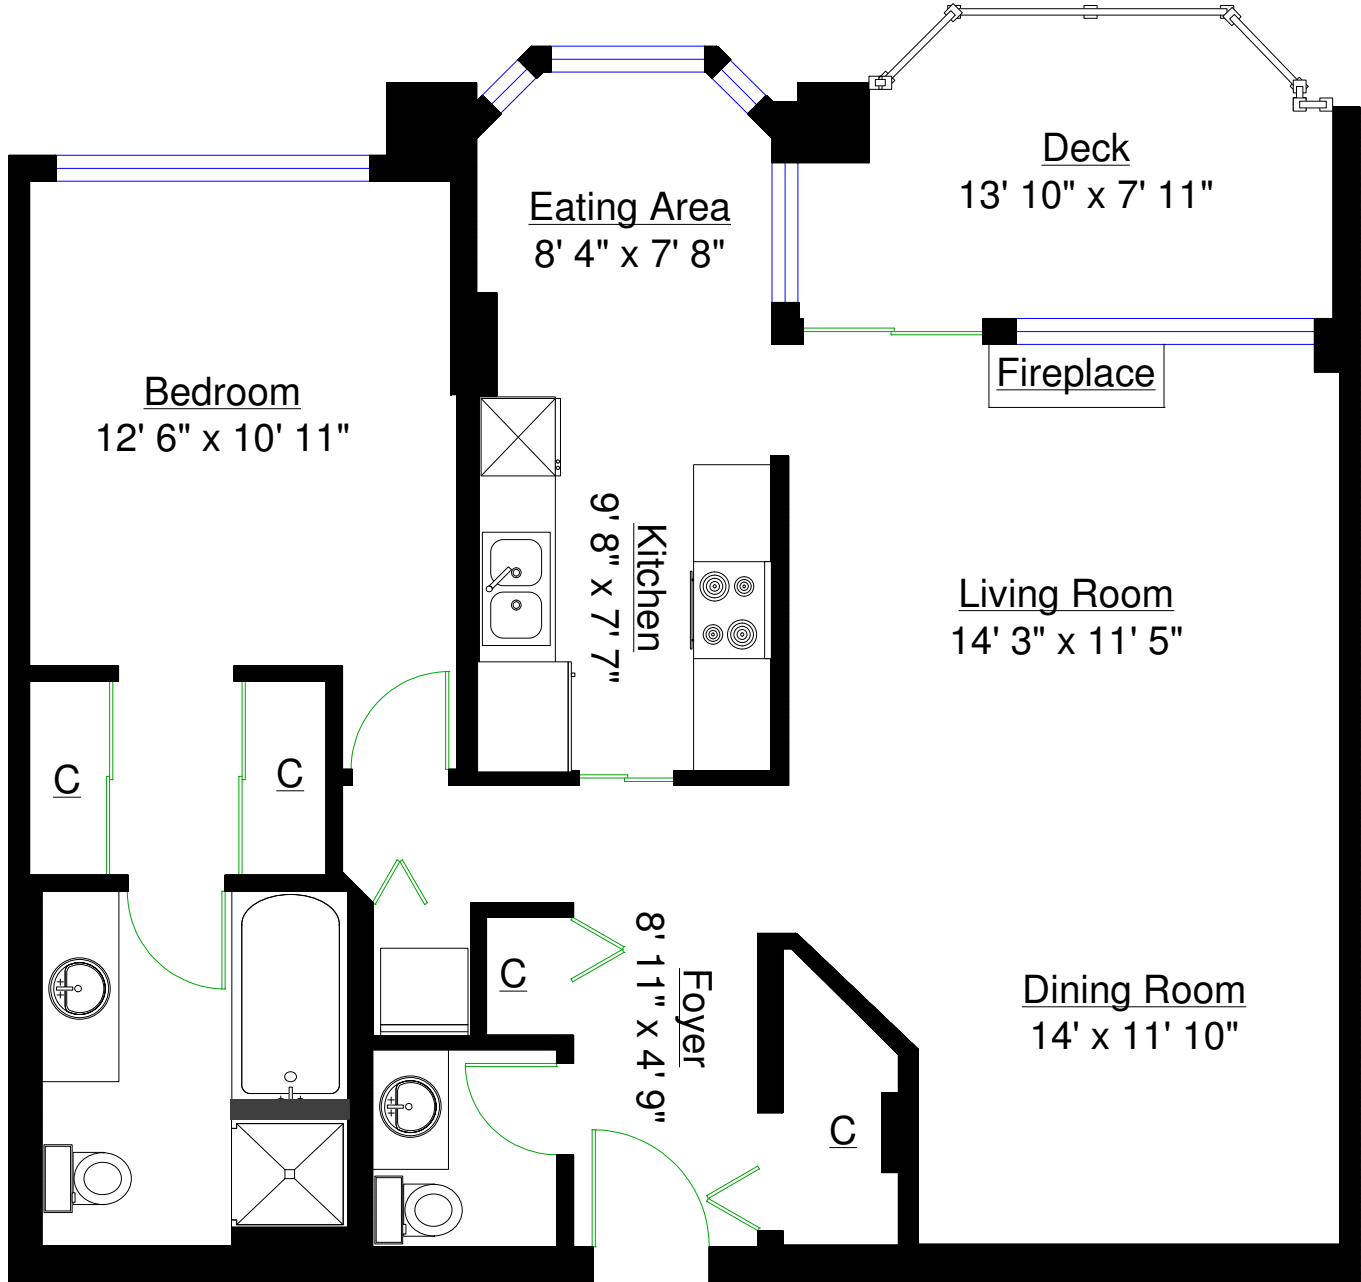 Deck
13' 10" x 7' 11"
Eating Area
8' 4" x 7' 8"
Fireplace
Bedroom
12' 6" x 10' 11"
Kitchen
9' 8" x 7' 7"
Living Room
14' 3" x 11' 5"
C
C
C
Foyer
8' 11" x 4' 9"
Dining Room
14' x 11' 10"
C